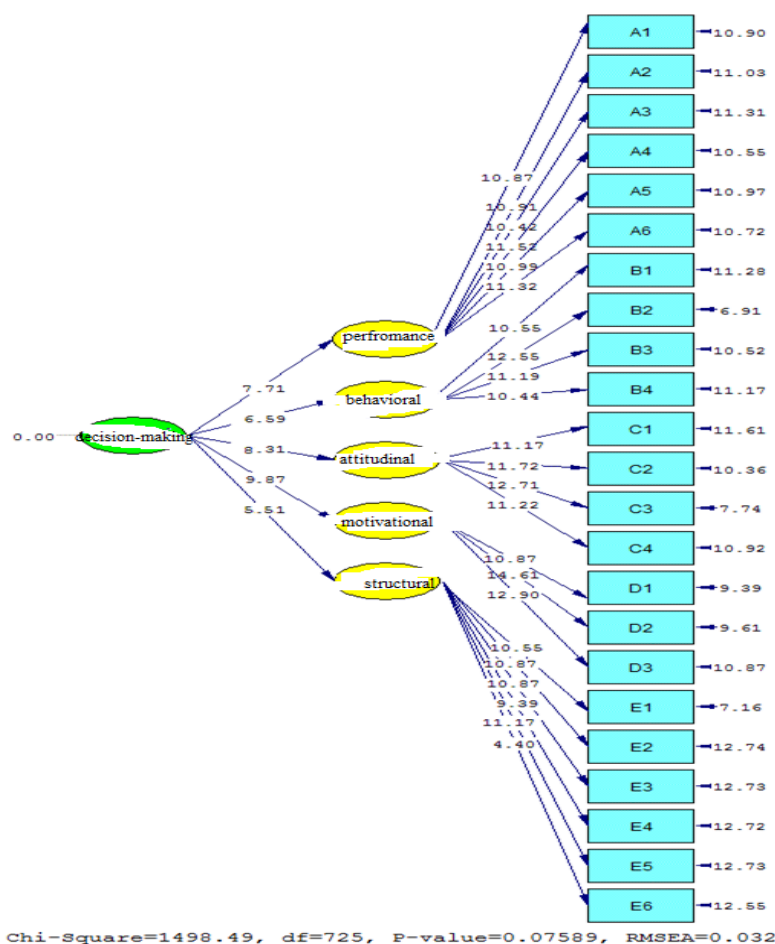 A1 10.90
A2 11.03
A3 11.31
A4 10.55
10.87
A5 10.97
10.91
A6 10.72
10.42
11.52
B1 11.28
10.99
11.32
B2 6.91
10.55
perfromance
B3 10.52
12.55
11.19
7.71
B4 11.17
10.44
behavioral
6.59
C1 11.61
0.00 decision-making
11.17
8.31
attitudinal
C2 10.36
11.72
9.87
12.71
C3 7.74
11.22
5.51
motivational
C4 10.92
10.87
14.61
structural
D1 9.39
12.90
D2 9.61
10.55
D3 10.87
10.87
10.87
E1 7.16
9.39
11.17
E2 12.74
4.40
E3 12.73
E4 12.72
E5 12.73
E6 12.55
Chi-Square=1498.49, df=725, P-value=0.07589, RMSEA=0.032